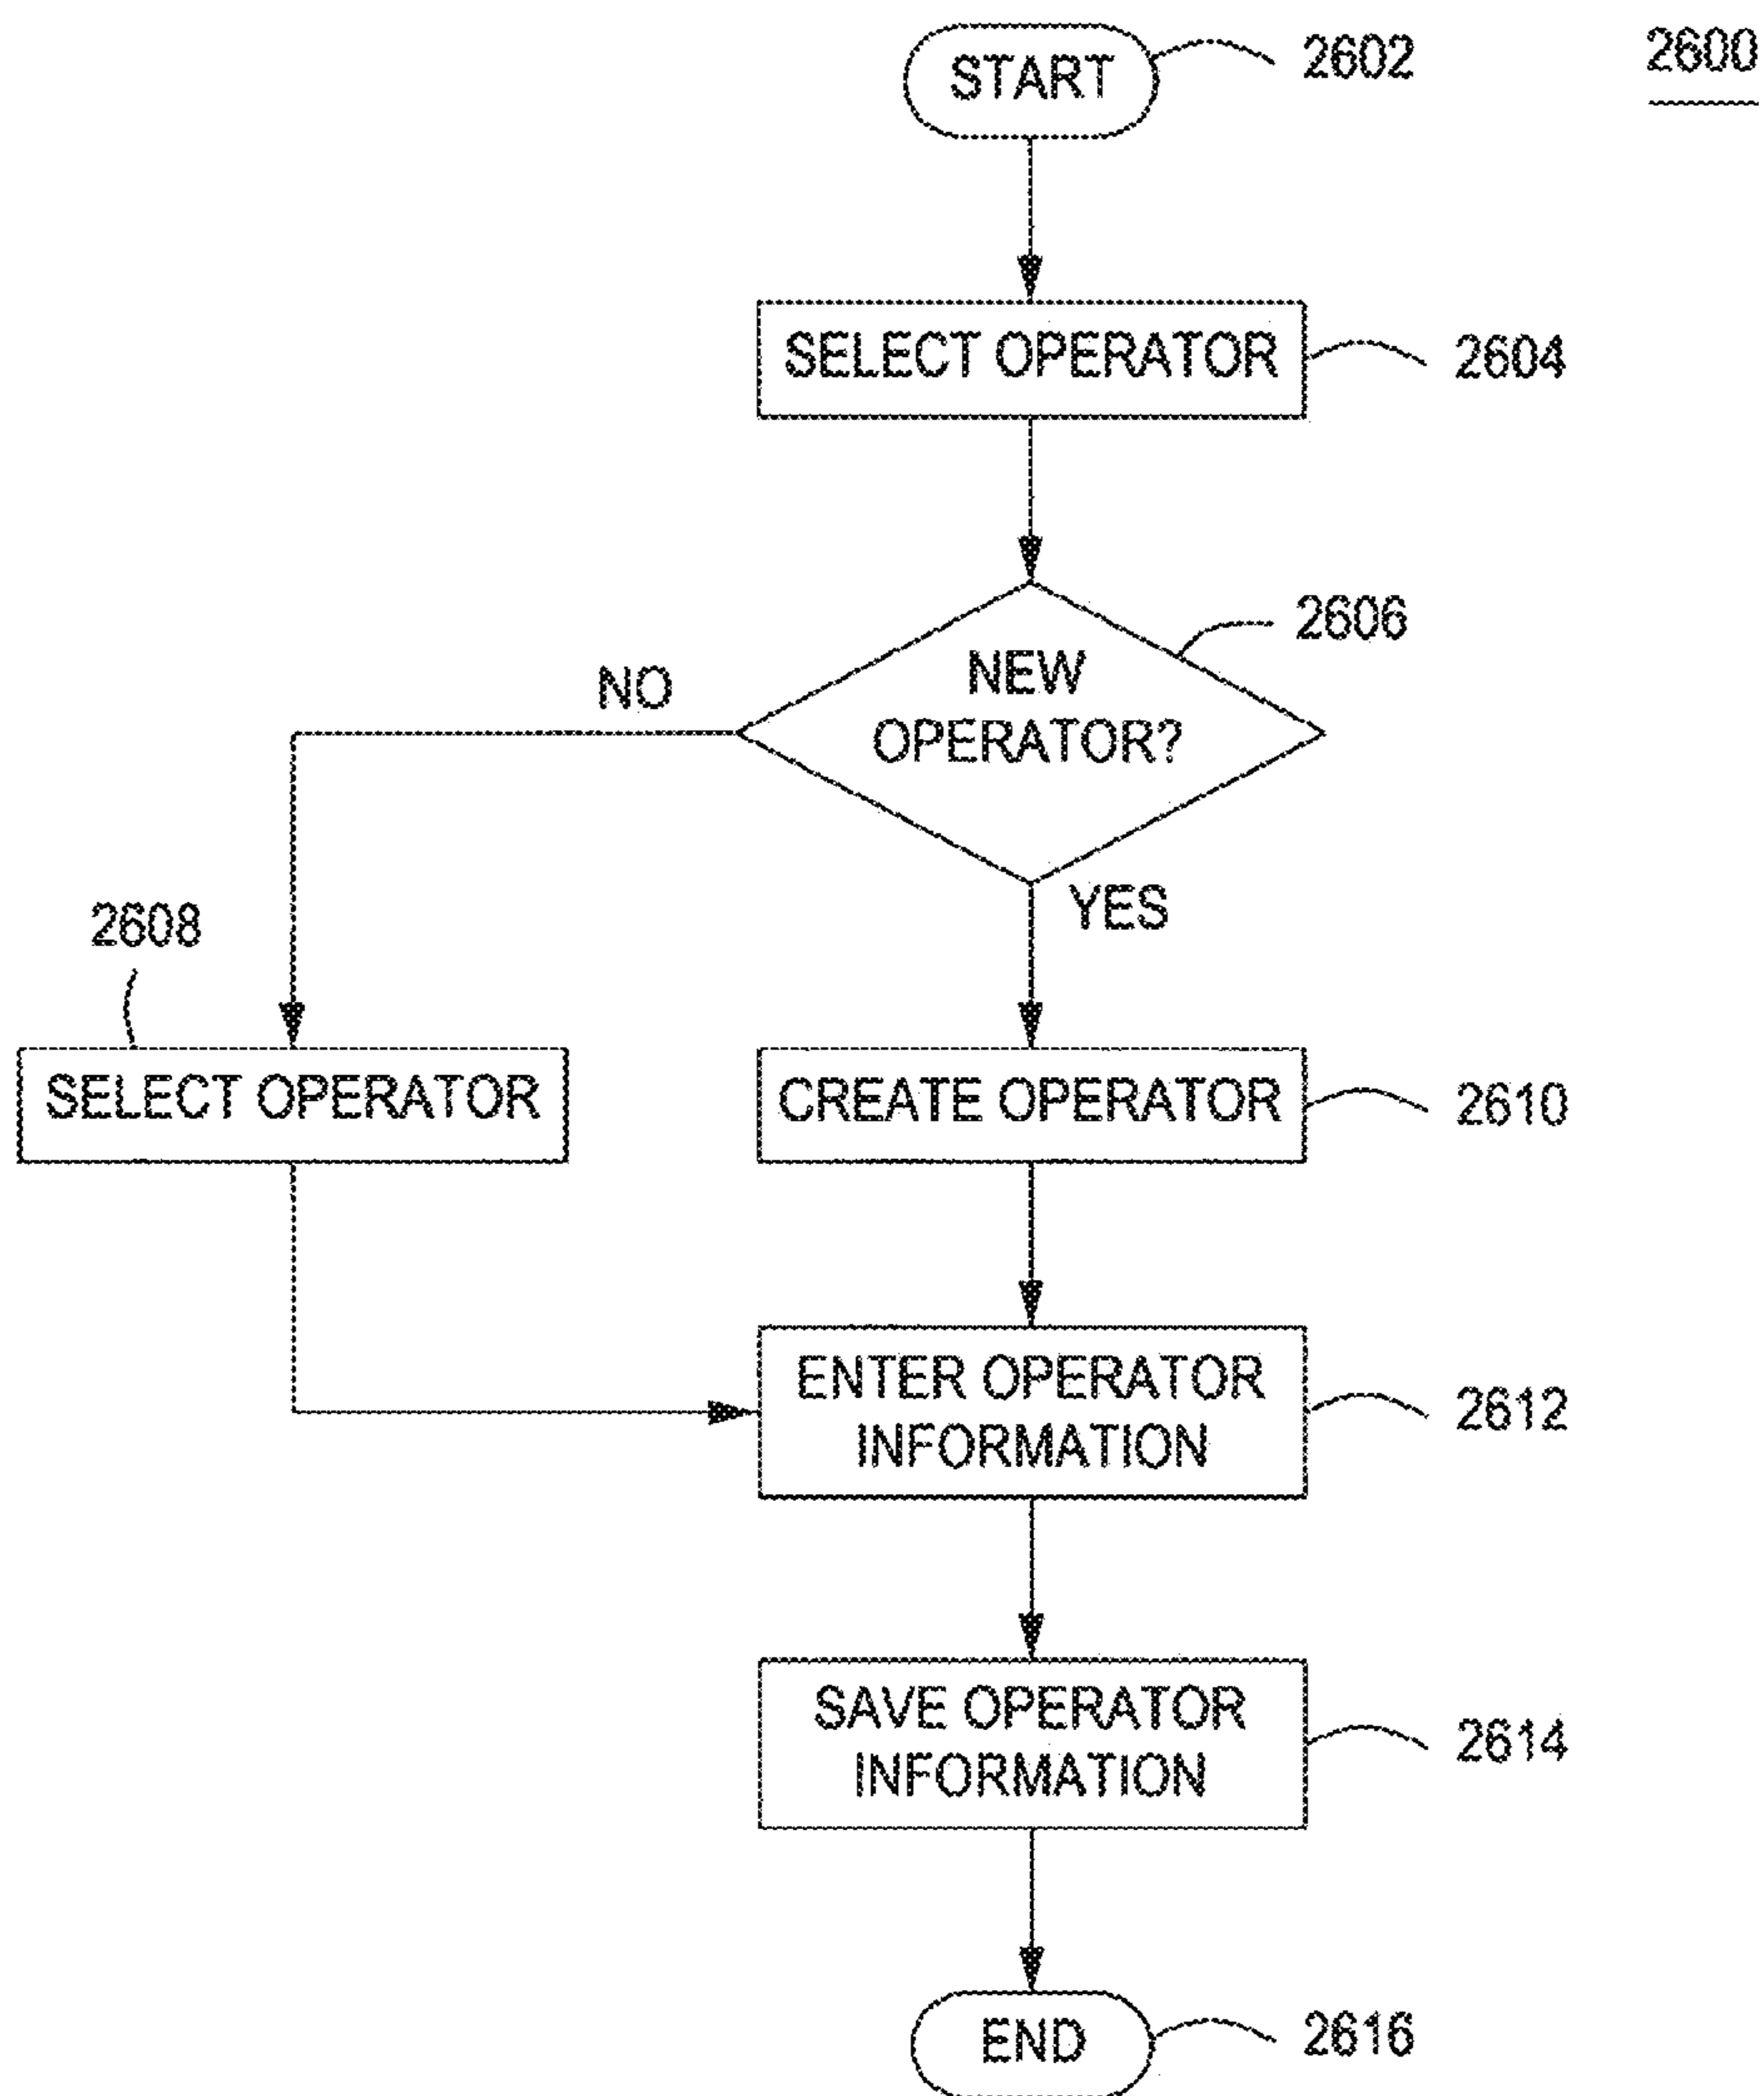 START
2602
2600
SELECT OPERATOR
2604
NEW
OPERATOR?
2606
NO
YES
2608
SELECT OPERATOR
CREATE OPERATOR
2610
ENTER OPERATOR
INFORMATION
2612
SAVE OPERATOR
INFORMATION
2614
END
2616